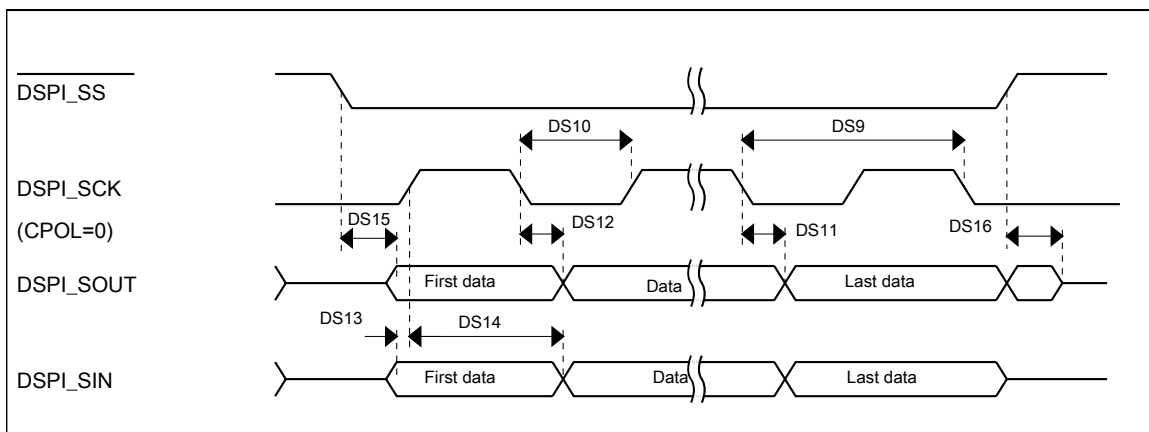 DSPI_SS
DS10
DS9
DSPI_SCK
(CPOL=0)
DS15
DS12
DS11
DS16
DSPI_SOUT
First data
Data
Last data
DS13
DS14
DSPI_SIN
First data
Data
Last data